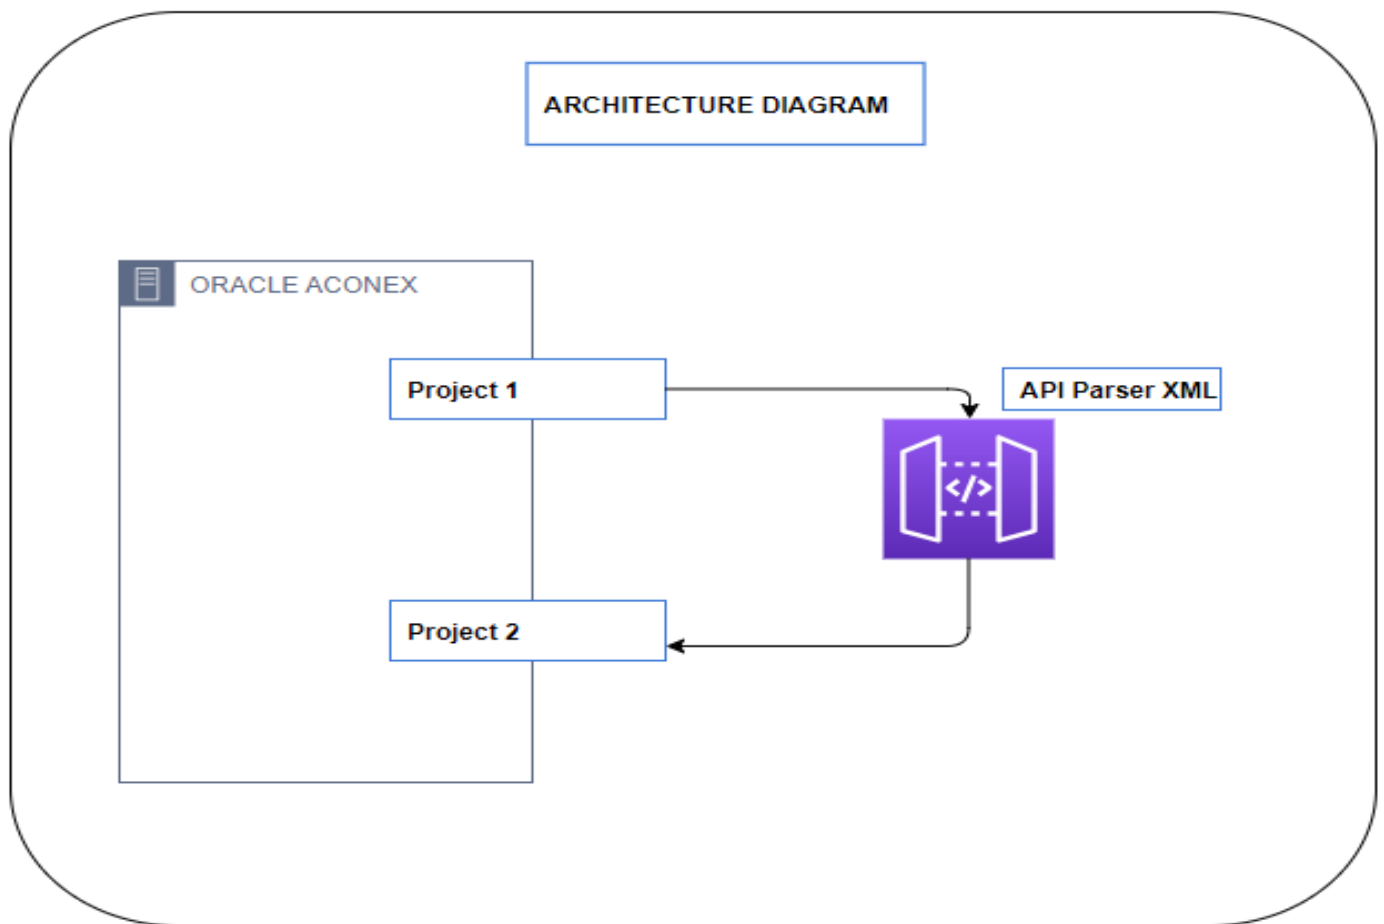 ARCHITECTURE DIAGRAM
ORACLE ACONEX
Project 1
API Parser XML
</>
Project 2